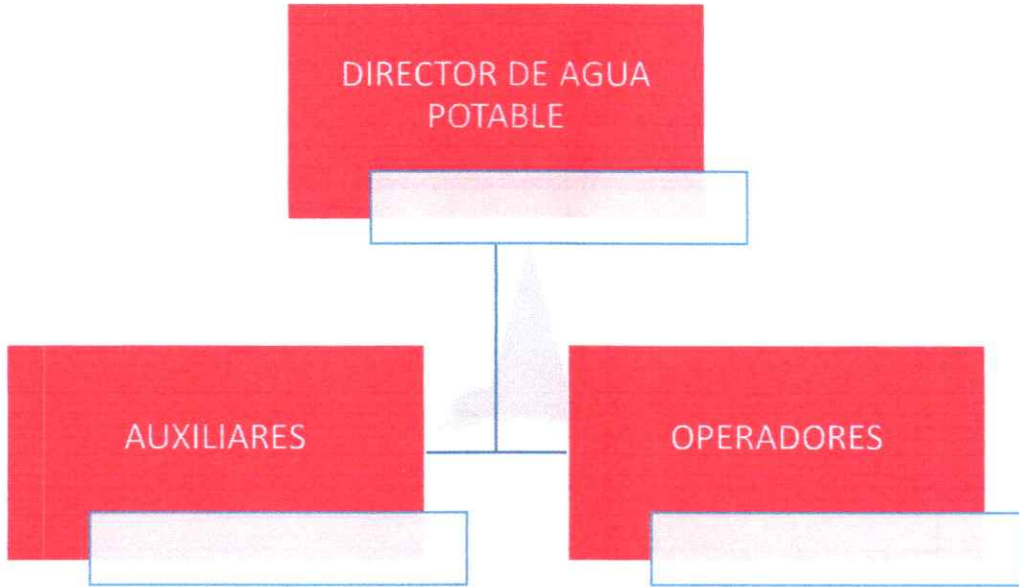 DIRECTOR DE AGUA
POTABLE
AUXILIARES
OPERADORES